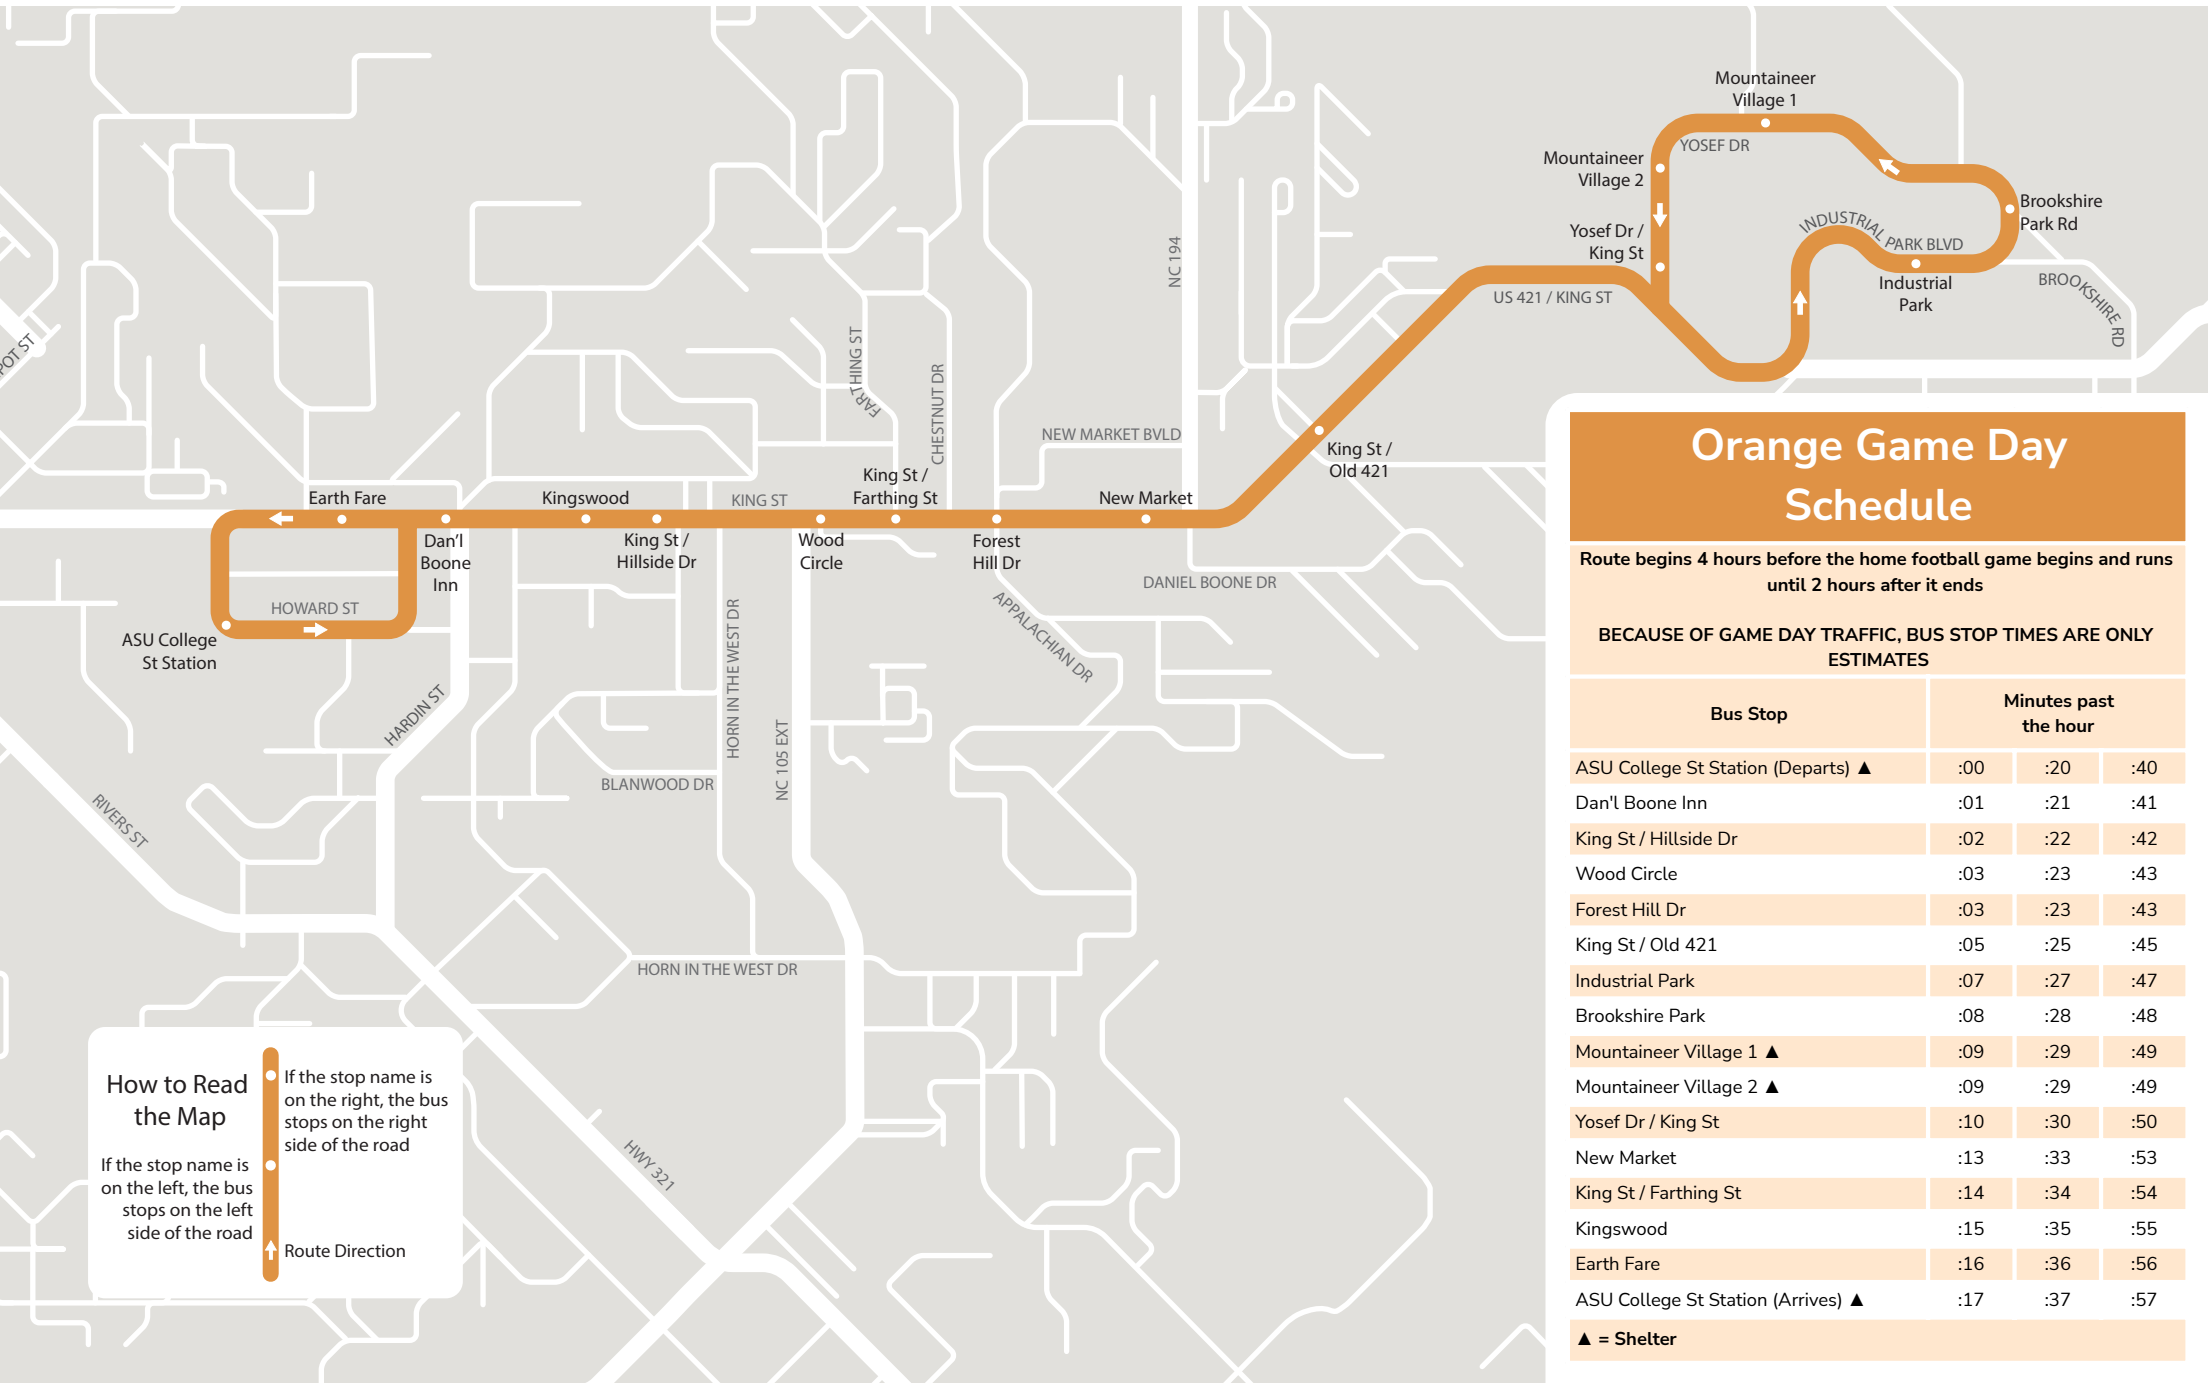 Mountaineer
Village 1
YOSEF DR
Mountaineer
Village 2
Yosef Dr /
King St
Brookshire
Park Rd
INDUSTRIAL PARK BLVD
Industrial
Park
BROOKSHIRE RD
US 421 / KING ST
NC 194
POT ST
FARTHING ST
CHESTNUT DR
NEW MARKET BVLD
King St /
Old 421
King St /
Farthing St
Earth Fare
Kingswood
KING ST
New Market
Dan'l
Boone
Inn
King St /
Hillside Dr
Wood
Circle
Forest
Hill Dr
DANIEL BOONE DR
HOWARD ST
ASU College
St Station
APPALACHIAN DR
HORN IN THE WEST DR
NC 105 EXT
HARDIN ST
BLANWOOD DR
RIVERS ST
HORN IN THE WEST DR
HWY 321
How to Read
the Map
If the stop name is
on the right, the bus
stops on the right
side of the road
If the stop name is
on the left, the bus
stops on the left
side of the road
Route Direction
Orange Game Day
Schedule
Route begins 4 hours before the home football game begins and runs
until 2 hours after it ends
BECAUSE OF GAME DAY TRAFFIC, BUS STOP TIMES ARE ONLY
ESTIMATES
Bus Stop
Minutes past
the hour
ASU College St Station (Departs) ▲ :00 :20 :40
Dan'l Boone Inn :01 :21 :41
King St / Hillside Dr :02 :22 :42
Wood Circle :03 :23 :43
Forest Hill Dr :03 :23 :43
King St / Old 421 :05 :25 :45
Industrial Park :07 :27 :47
Brookshire Park :08 :28 :48
Mountaineer Village 1 ▲ :09 :29 :49
Mountaineer Village 2 ▲ :09 :29 :49
Yosef Dr / King St :10 :30 :50
New Market :13 :33 :53
King St / Farthing St :14 :34 :54
Kingswood :15 :35 :55
Earth Fare :16 :36 :56
ASU College St Station (Arrives) ▲ :17 :37 :57
▲ = Shelter